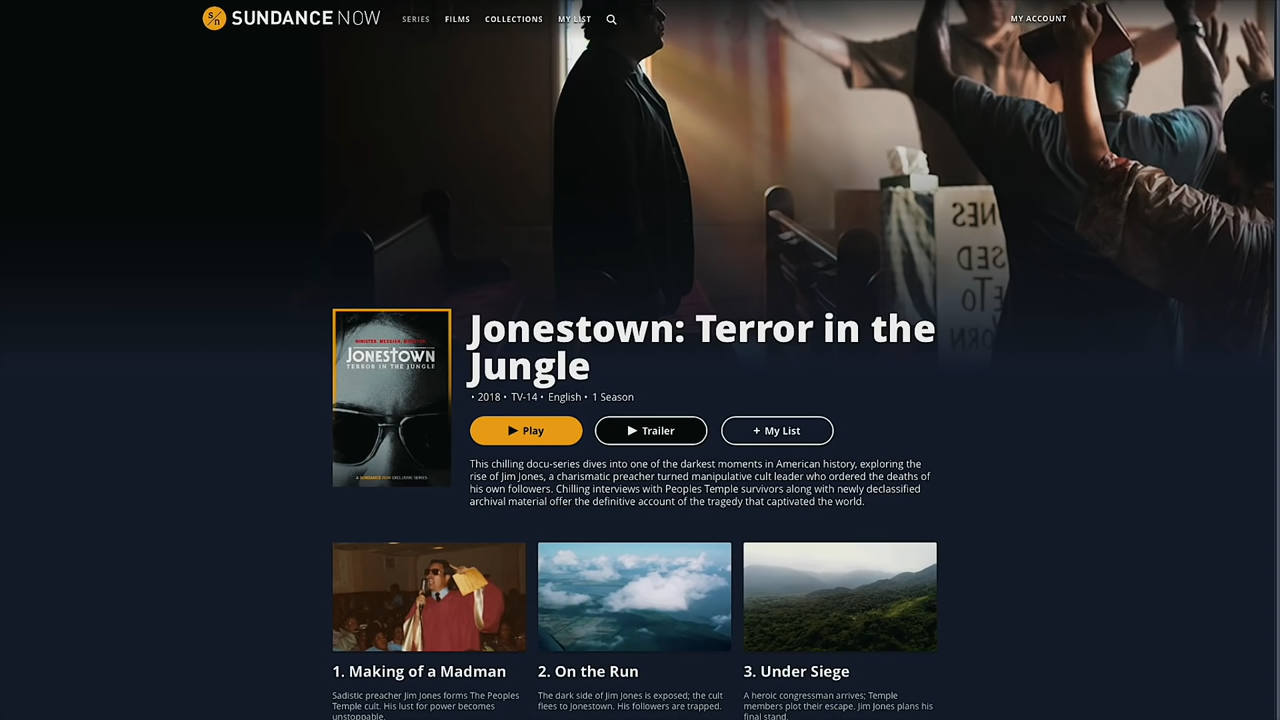 S/n SUNDANCE NOW SERIES FILMS COLLECTIONS MY LIST MY ACCOUNT
JONESTOWN
TERROR IN THE JUNGLE
A SUNDANCE NOW EXCLUSIVE SERIES
Jonestown: Terror in the
Jungle
• 2018 • TV-14 • English • 1 Season
Play Trailer + My List
This chilling docu-series dives into one of the darkest moments in American history, exploring the
rise of Jim Jones, a charismatic preacher turned manipulative cult leader who ordered the deaths of
his own followers. Chilling interviews with Peoples Temple survivors along with newly declassified
archival material offer the definitive account of the tragedy that captivated the world.
1. Making of a Madman
Sadistic preacher Jim Jones forms The Peoples
Temple cult. His lust for power becomes
unstoppable.
2. On the Run
The dark side of Jim Jones is exposed; the cult
flees to Jonestown. His followers are trapped.
3. Under Siege
A heroic congressman arrives; Temple
members plot their escape. Jim Jones plans his
final stand.